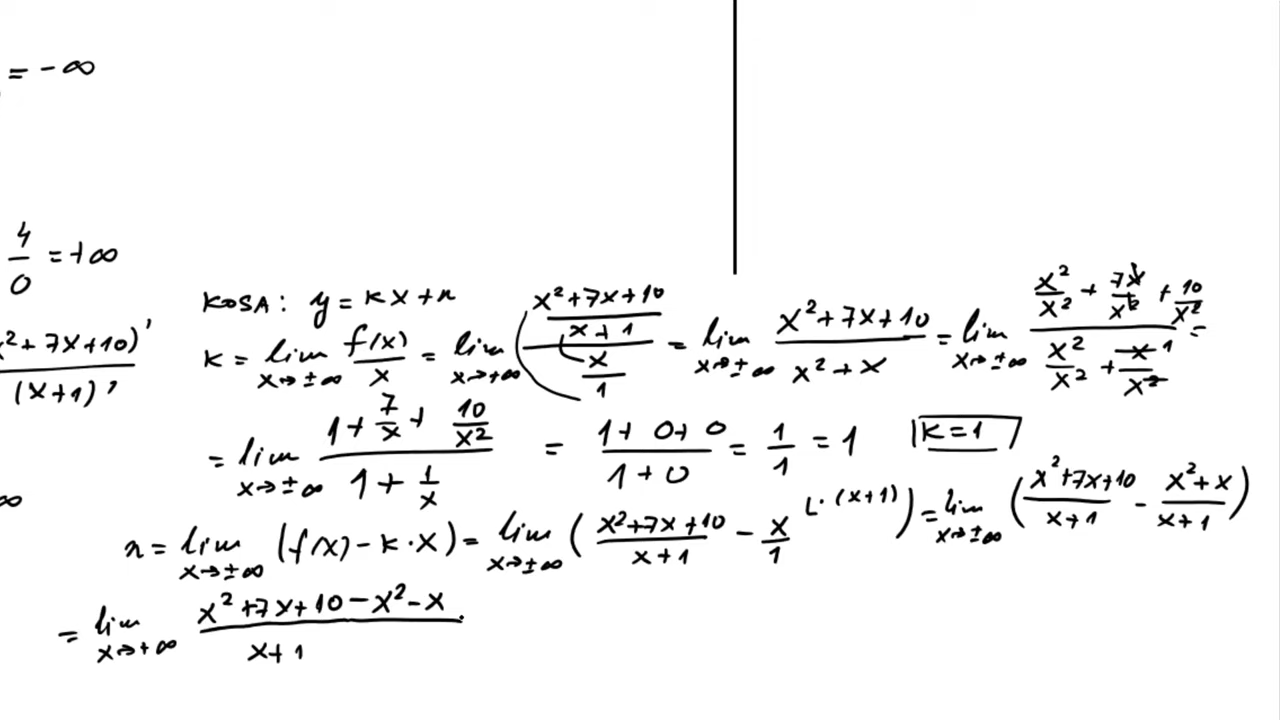 = -∞
4/0 = +∞
(x²+7x+10)'/(x+1)'
∞
KOSA: y = kx+n
k = lim x→±∞ f(x)/x = lim x→+∞ ((x²+7x+10)/(x+1))/(x/1) = lim x→±∞ (x²+7x+10)/(x²+x) = lim x→±∞ (x²/x² + 7x/x² + 10/x²)/(x²/x² + x/x²) =
= lim x→±∞ (1+7/x+10/x²)/(1+1/x) = (1+0+0)/(1+0) = 1/1 = 1 k=1
n = lim x→±∞ (f(x)-k·x) = lim x→±∞ ((x²+7x+10)/(x+1) - x/1 ·(x+1)) = lim x→±∞ ((x²+7x+10)/(x+1) - (x²+x)/(x+1))
= lim x→+∞ (x²+7x+10-x²-x)/(x+1